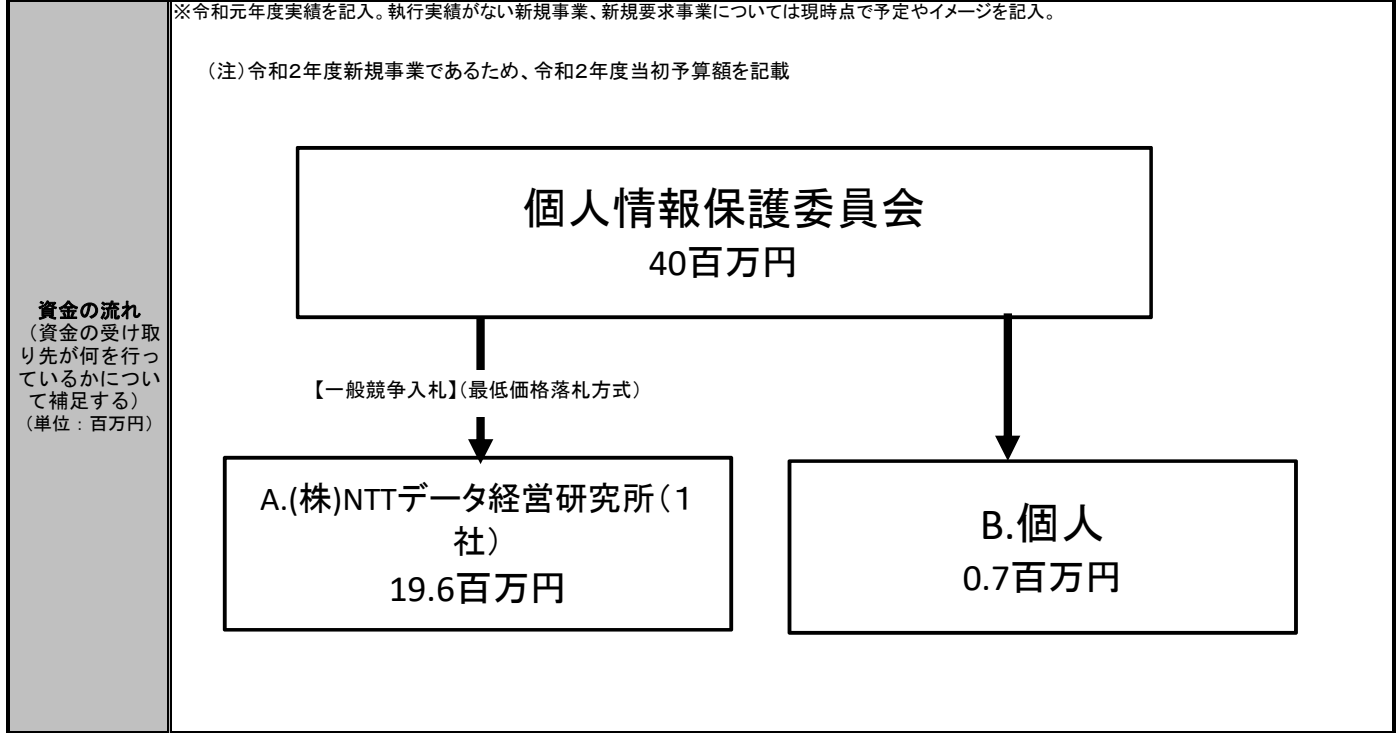 ※令和元年度実績を記入。執行実績がない新規事業、新規要求事業については現時点で予定やイメージを記入。
（注）令和２年度新規事業であるため、令和２年度当初予算額を記載
個人情報保護委員会
40百万円
資金の流れ
（資金の受け取
り先が何を行っ
ているかについ
て補足する）
（単位：百万円）
【一般競争入札】（最低価格落札方式）
A.(株)NTTデータ経営研究所（１
社）
19.6百万円
B.個人
0.7百万円